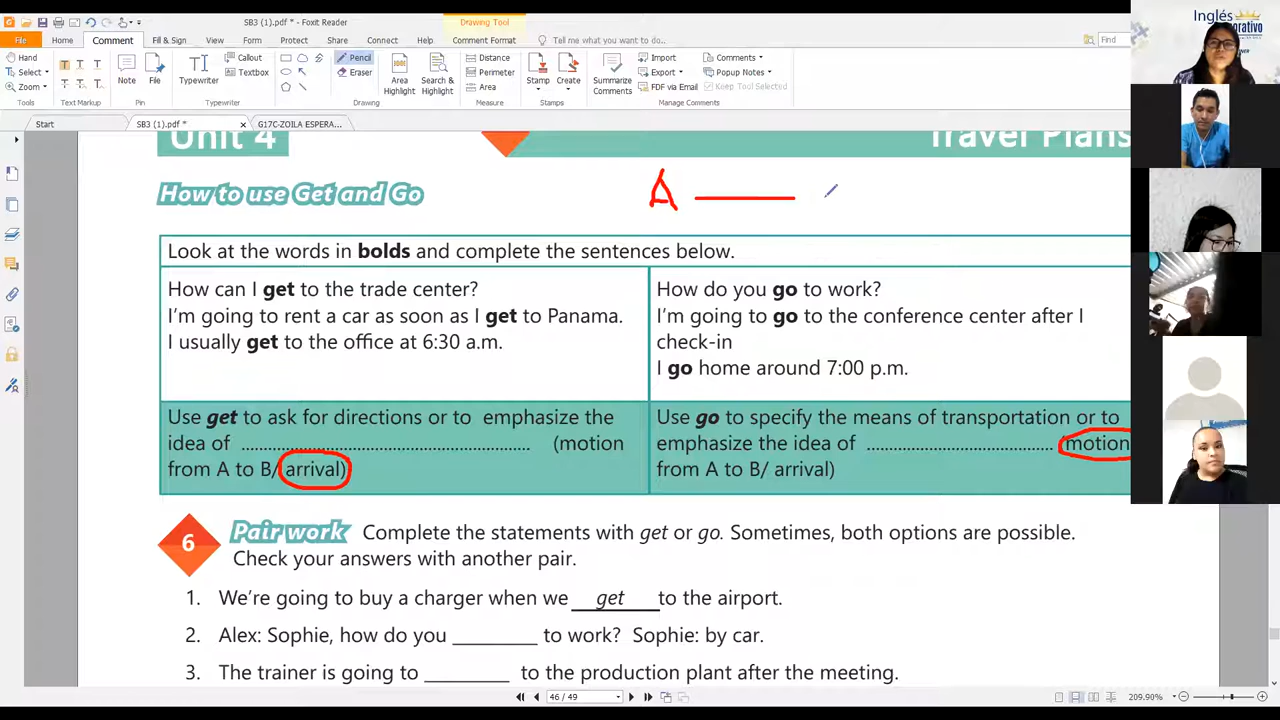 SB3 (1).pdf * - Foxit Reader
Drawing Tool
File
Home
Comment
Fill & Sign
View
Form
Protect
Share
Connect
Help
Comment Format
Tell me what you want to do...
Find
Hand
Select
Zoom
Tools
Text Markup
Note
File
Pin
Typewriter
Callout
Textbox
Typewriter
Pencil
Eraser
Drawing
Area Highlight
Search & Highlight
Distance
Perimeter
Area
Measure
Stamp
Create
Stamps
Summarize Comments
Import
Export
FDF via Email
Comments
Popup Notes
Keep Tool Selected
Manage Comments
Start
SB3 (1).pdf *
G17C-ZOILA ESPERA...
Inglés
Unit 4
Travel Plans
How to use Get and Go
A
Look at the words in bolds and complete the sentences below.
How can I get to the trade center?
I'm going to rent a car as soon as I get to Panama.
I usually get to the office at 6:30 a.m.
How do you go to work?
I'm going to go to the conference center after I
check-in
I go home around 7:00 p.m.
Use get to ask for directions or to emphasize the
idea of ........................................................ (motion
from A to B/ arrival)
Use go to specify the means of transportation or to
emphasize the idea of .................................... (motion
from A to B/ arrival)
6 Pair work Complete the statements with get or go. Sometimes, both options are possible.
Check your answers with another pair.
1. We're going to buy a charger when we get to the airport.
2. Alex: Sophie, how do you ________ to work? Sophie: by car.
3. The trainer is going to ________ to the production plant after the meeting.
46 / 49
209.90%